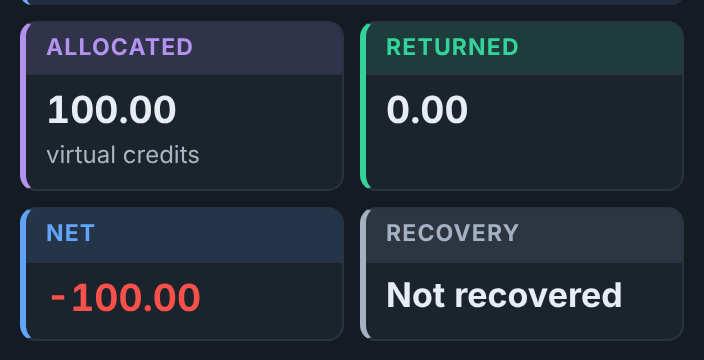 ALLOCATED
100.00
virtual credits
RETURNED
0.00
NET
-100.00
RECOVERY
Not recovered